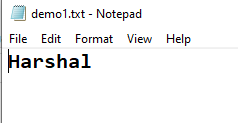 demo1.txt - Notepad
File Edit Format View Help
Harshal